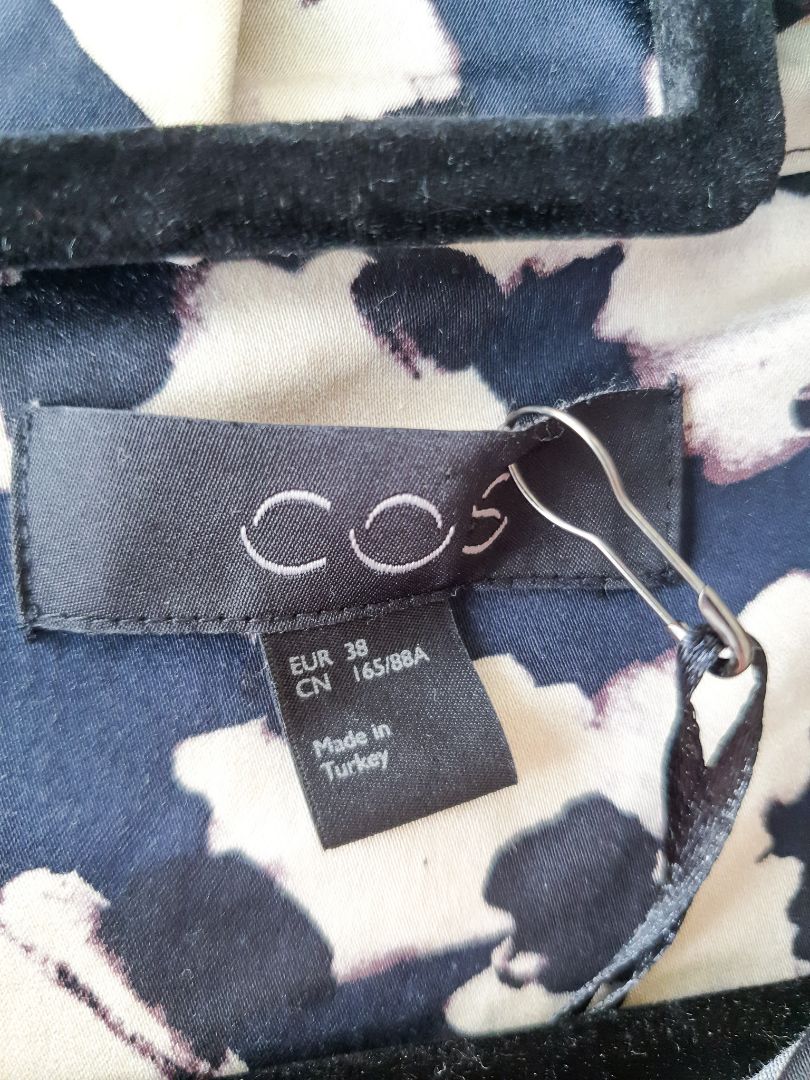 COS
EUR 38
CN 165/88A
Made in
Turkey